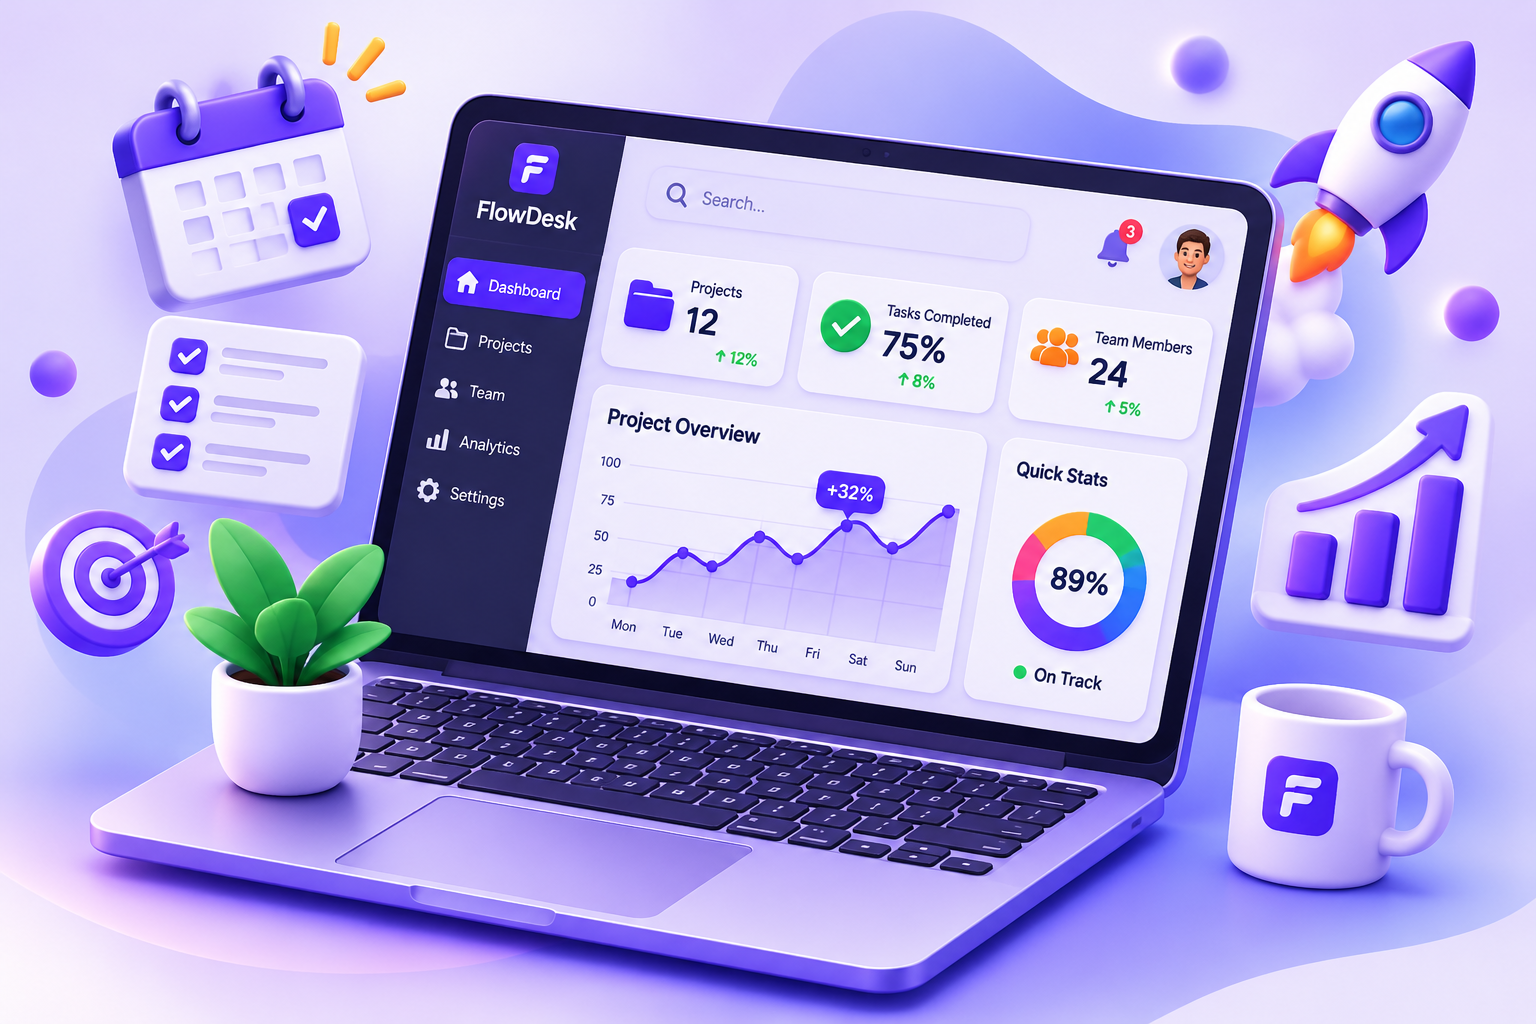 FlowDesk
Dashboard
Projects
Team
Analytics
Settings
Search...
3
Projects
12
↑ 12%
Tasks Completed
75%
↑ 8%
Team Members
24
↑ 5%
Project Overview
100
75
50
25
0
+32%
Mon Tue Wed Thu Fri Sat Sun
Quick Stats
89%
On Track
F